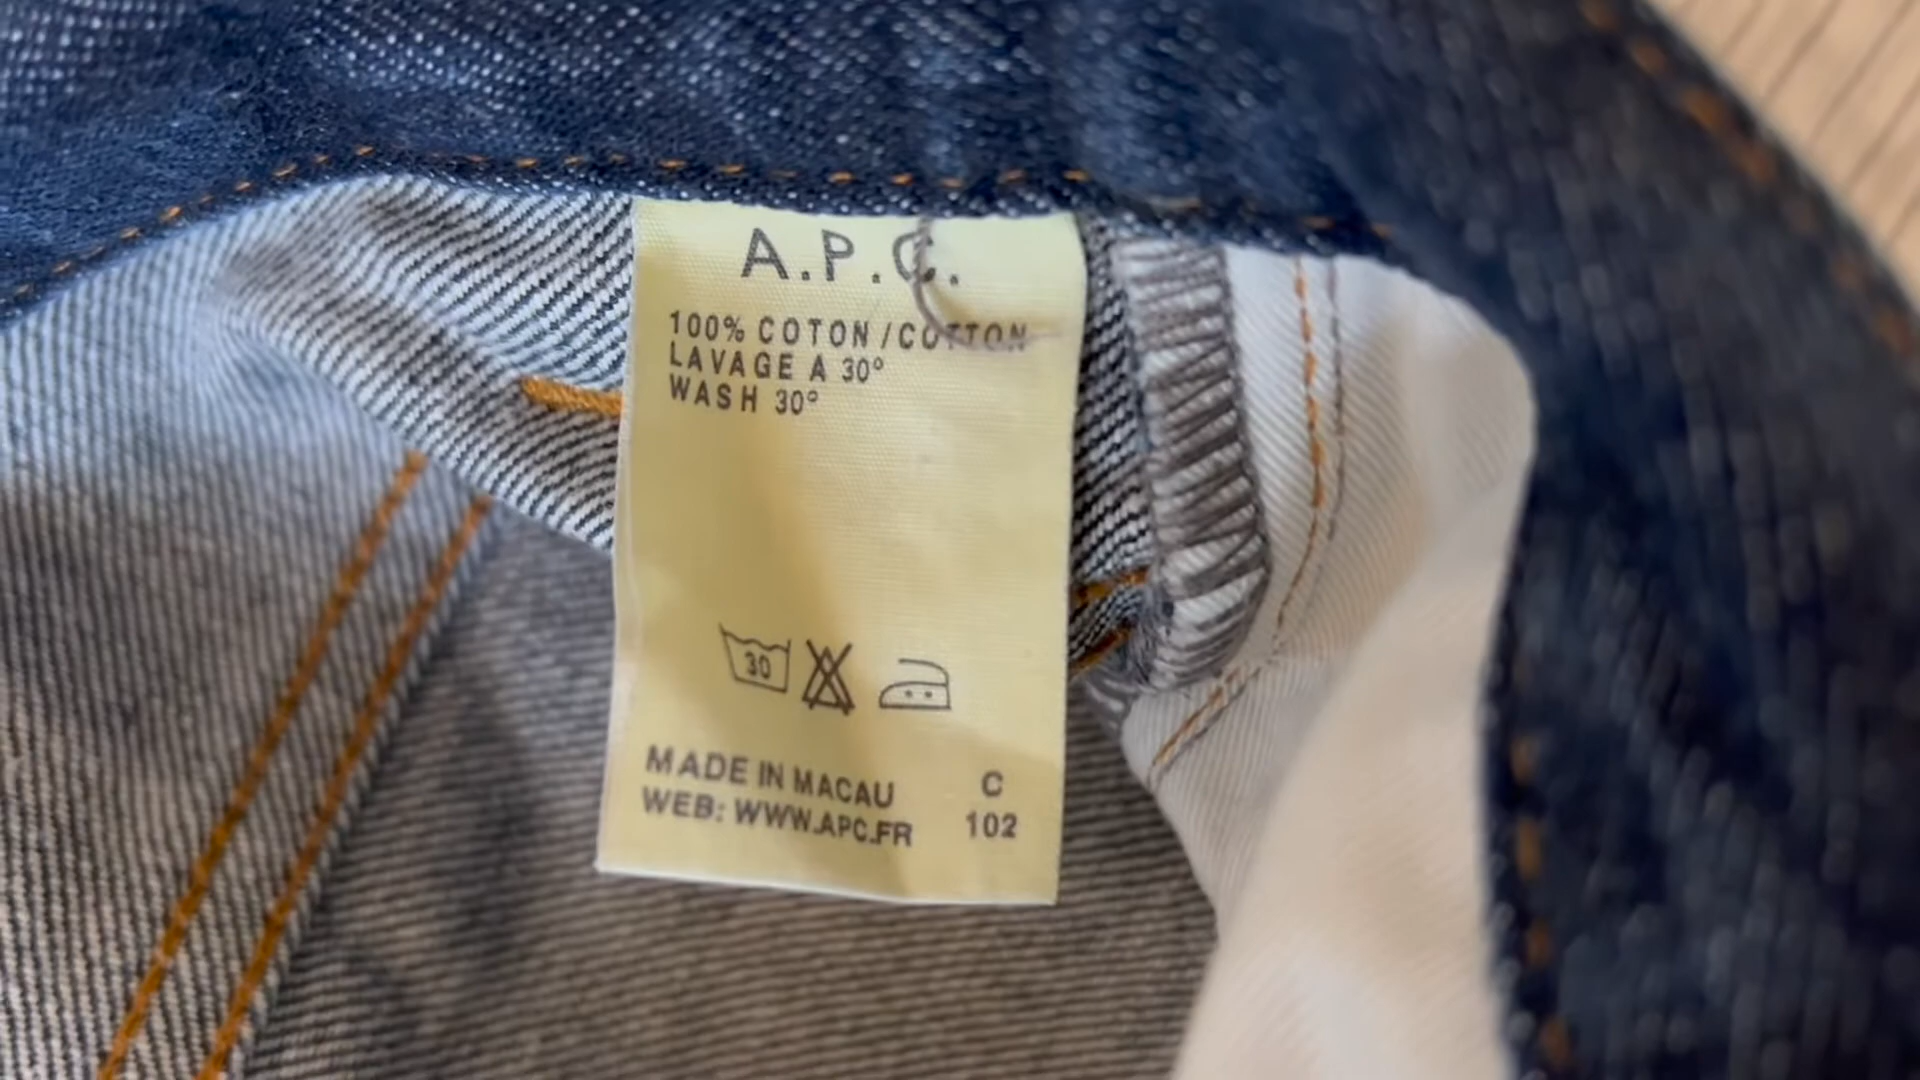 A.P.C.
100% COTON / COTTON
LAVAGE A 30°
WASH 30°
30
MADE IN MACAU C
WEB: WWW.APC.FR 102